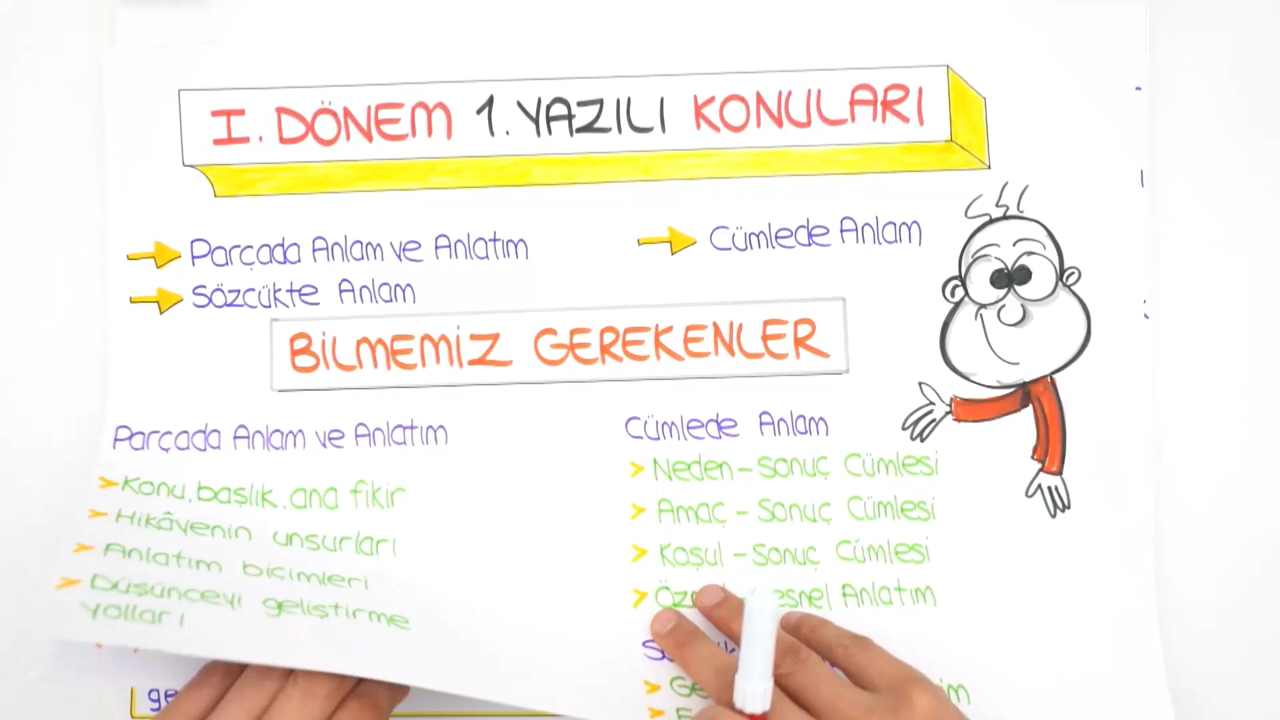 I. DÖNEM 1. YAZILI KONULARI
Parçada Anlam ve Anlatım
Sözcükte Anlam
Cümlede Anlam
BİLMEMİZ GEREKENLER
Parçada Anlam ve Anlatım
Konu, başlık, ana fikir
Hikâyenin unsurları
Anlatım biçimleri
Düşünceyi geliştirme
yolları
Cümlede Anlam
Neden - Sonuç Cümlesi
Amaç - Sonuç Cümlesi
Koşul - Sonuç Cümlesi
Anlatım